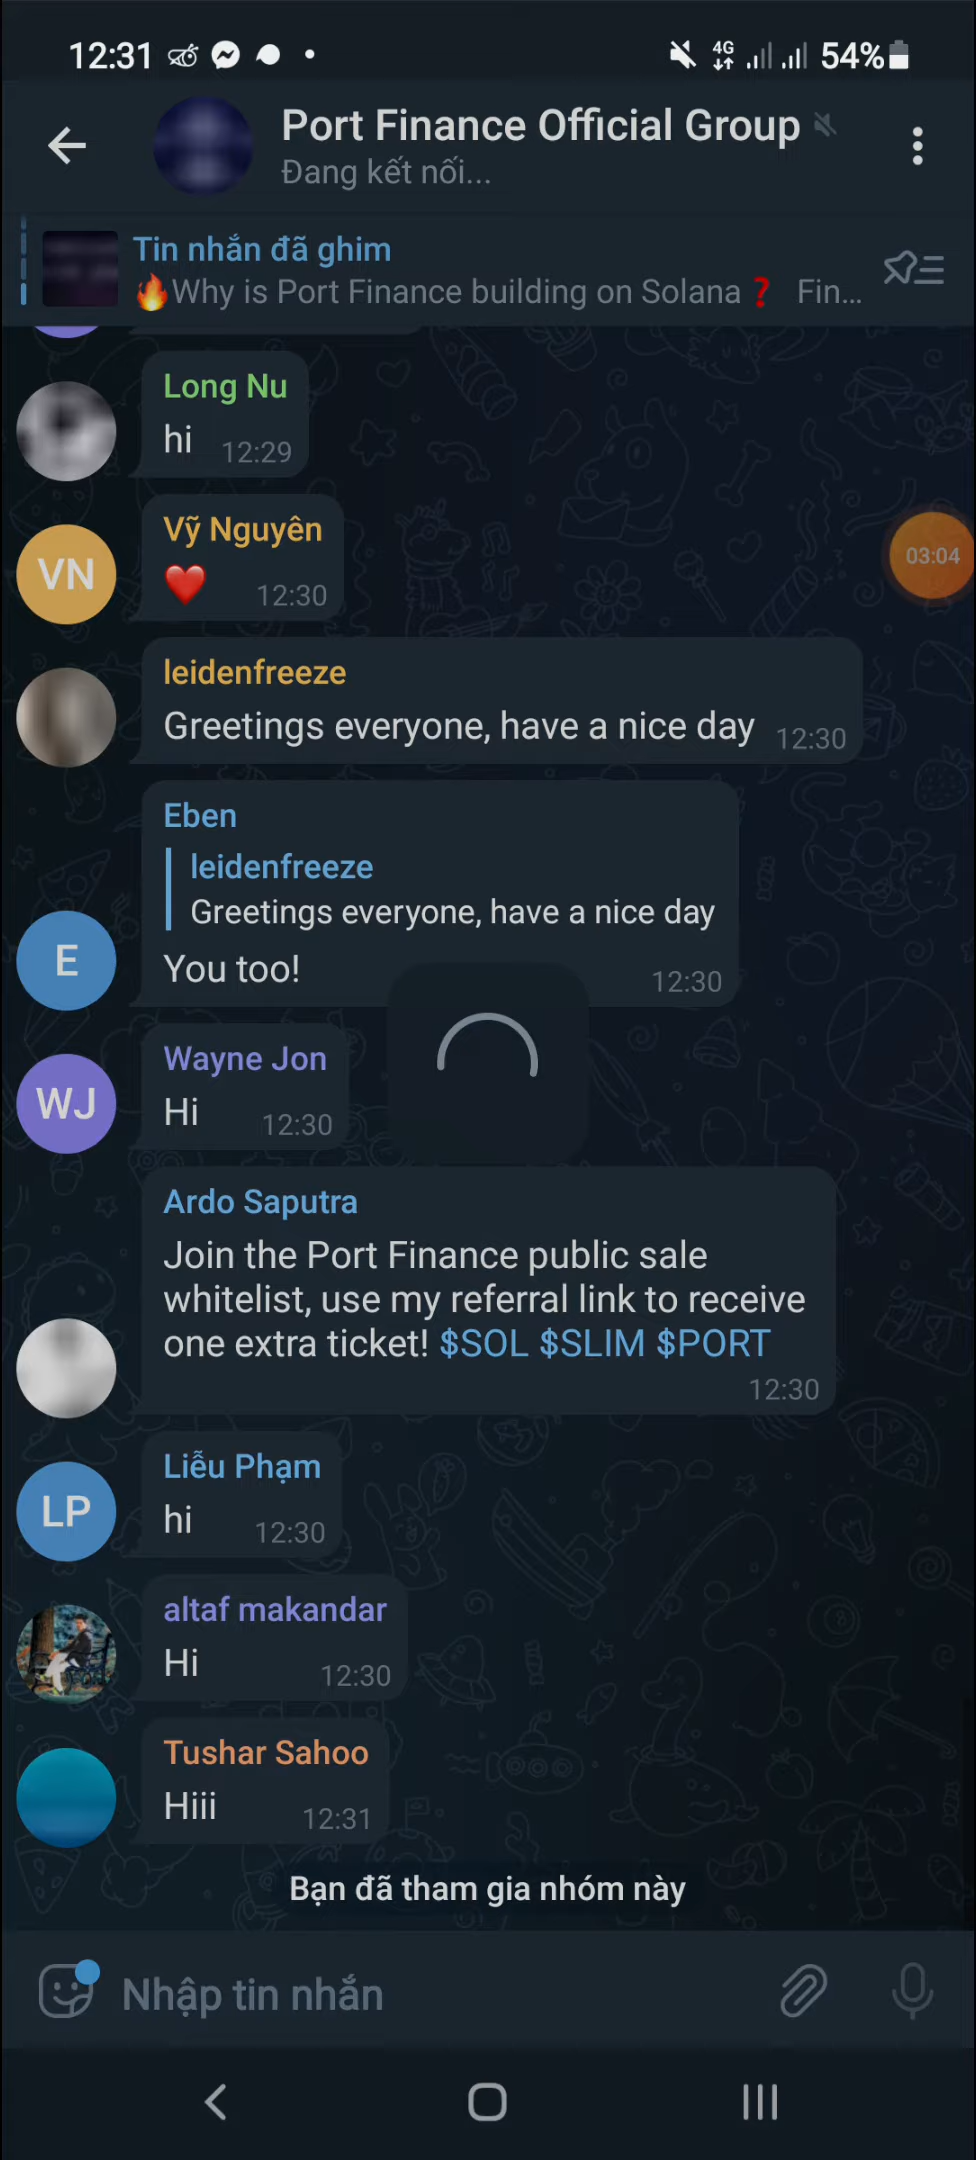 12:31
4G
54%
Port Finance Official Group
Đang kết nối...
Tin nhắn đã ghim
🔥Why is Port Finance building on Solana❓ Fin...
Long Nu
hi 12:29
VN
Vỹ Nguyên
❤️ 12:30
03:04
leidenfreeze
Greetings everyone, have a nice day 12:30
Eben
leidenfreeze
Greetings everyone, have a nice day
E
You too! 12:30
WJ
Wayne Jon
Hi 12:30
Ardo Saputra
Join the Port Finance public sale
whitelist, use my referral link to receive
one extra ticket! $SOL $SLIM $PORT
12:30
LP
Liễu Phạm
hi 12:30
altaf makandar
Hi 12:30
Tushar Sahoo
Hiii 12:31
Bạn đã tham gia nhóm này
Nhập tin nhắn